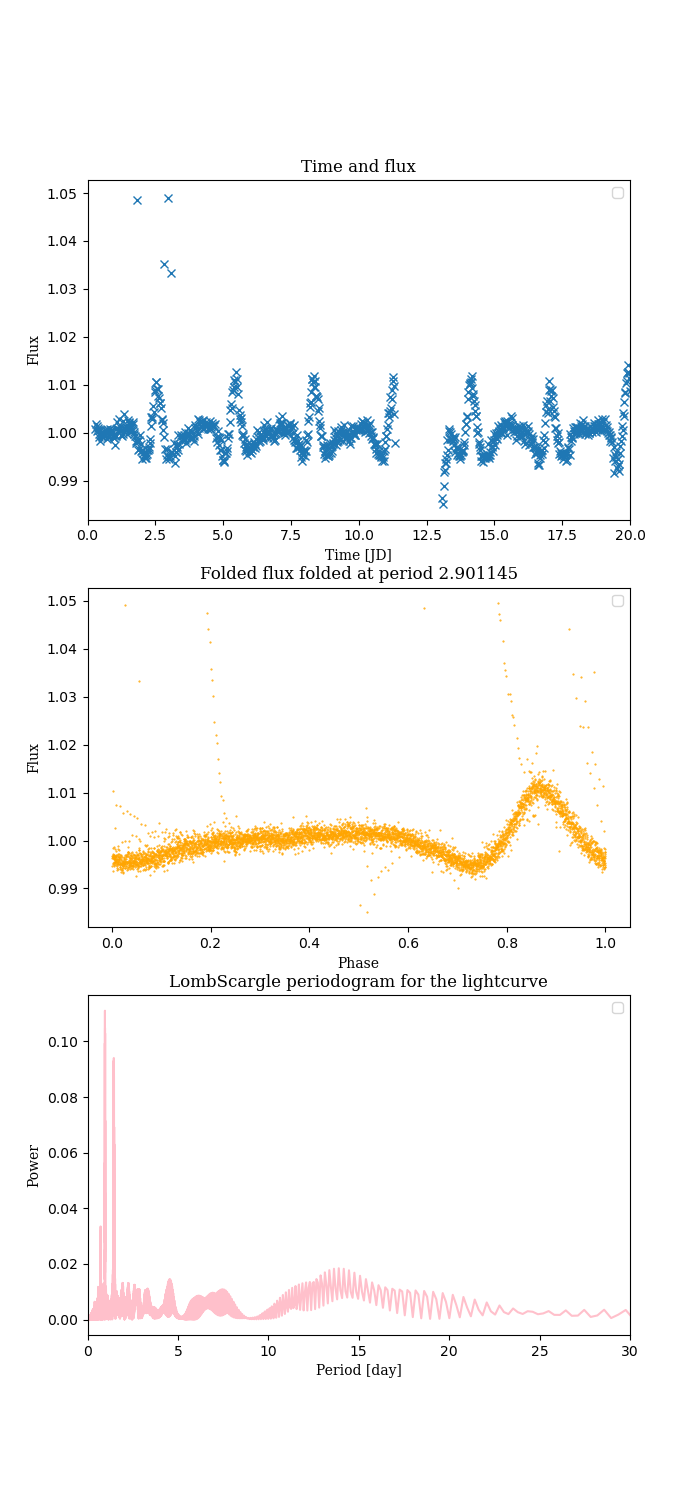 Time and flux
1.05
1.04
1.03
1.02
1.01
1.00
0.99
Flux
0.0 2.5 5.0 7.5 10.0 12.5 15.0 17.5 20.0
Time [JD]
Folded flux folded at period 2.901145
1.05
1.04
1.03
1.02
1.01
1.00
0.99
Flux
0.0 0.2 0.4 0.6 0.8 1.0
Phase
LombScargle periodogram for the lightcurve
0.10
0.08
0.06
0.04
0.02
0.00
Power
0 5 10 15 20 25 30
Period [day]